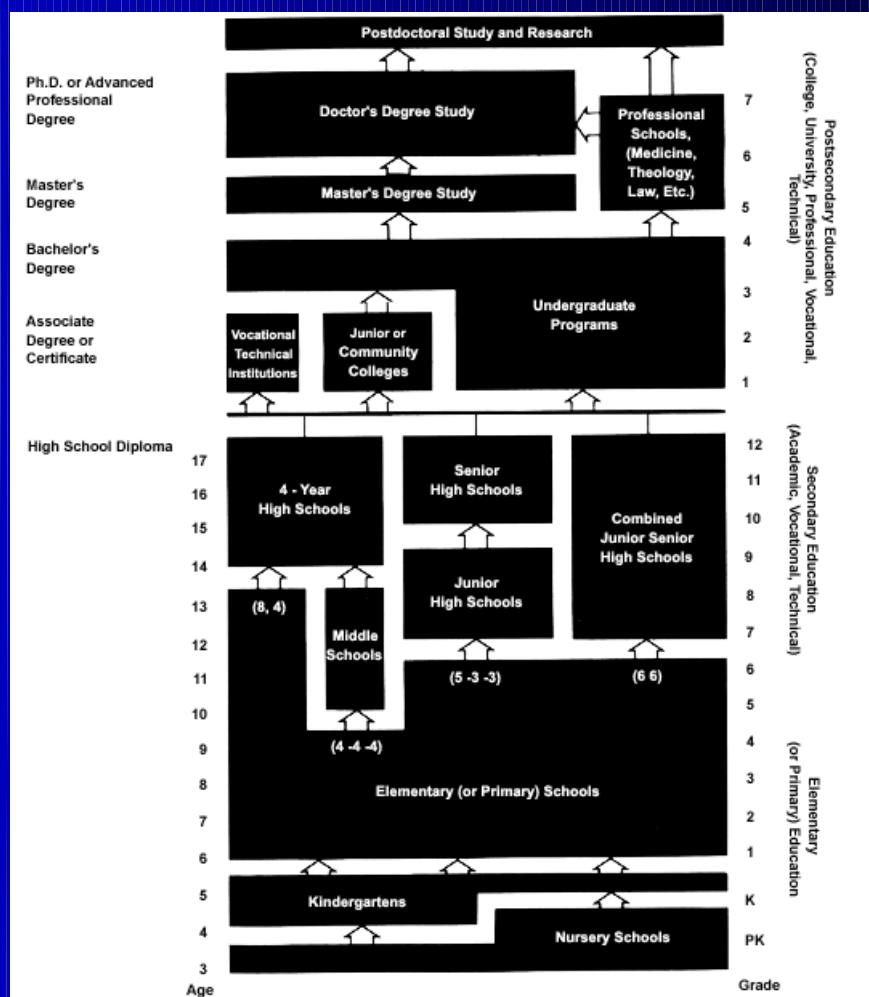 Postdoctoral Study and Research
Ph.D. or Advanced
Professional
Degree
Doctor's Degree Study
Professional
Schools,
(Medicine,
Theology,
Law, Etc.)
7
6
5
Master's
Degree
Master's Degree Study
Bachelor's
Degree
4
3
2
1
Undergraduate
Programs
Associate
Degree or
Certificate
Vocational
Technical
Institutions
Junior or
Community
Colleges
Postsecondary Education
(College, University, Professional, Vocational,
Technical)
High School Diploma
17
16
15
14
13
12
11
10
9
8
7
6
5
4
3
Age
4 - Year
High Schools
Senior
High Schools
Combined
Junior Senior
High Schools
Junior
High Schools
(8, 4)
Middle
Schools
(5 -3 -3)
(6 6)
(4 -4 -4)
Elementary (or Primary) Schools
Kindergartens
Nursery Schools
12
11
10
9
8
7
6
5
4
3
2
1
K
PK
Grade
Secondary Education
(Academic, Vocational, Technical)
Elementary
(or Primary) Education